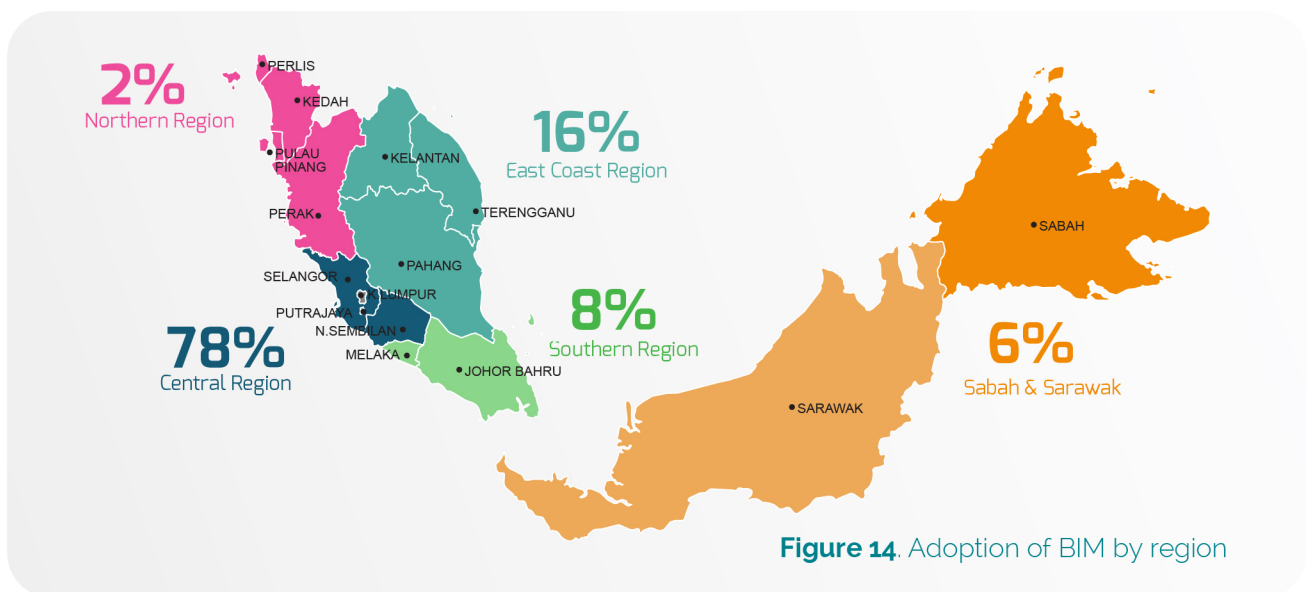 2%
Northern Region
PERLIS
KEDAH
PULAU
PINANG
PERAK
16%
East Coast Region
KELANTAN
TERENGGANU
PAHANG
SELANGOR
K.LUMPUR
PUTRAJAYA
N.SEMBILAN
MELAKA
JOHOR BAHRU
78%
Central Region
8%
Southern Region
SABAH
SARAWAK
6%
Sabah & Sarawak
Figure 14. Adoption of BIM by region